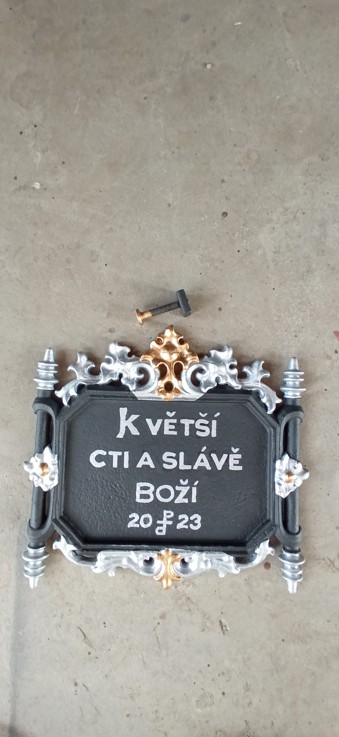 K VĚTŠÍ
CTI A SLÁVĚ
BOŽÍ
20 23